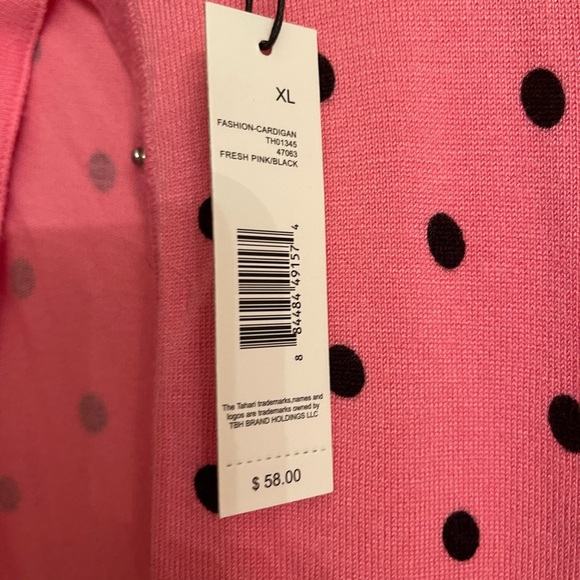 XL
FASHION-CARDIGAN
TH01345
47063
FRESH PINK/BLACK
8 84484 49157 4
The Tahari trademarks,names and
logos are trademarks owned by
TBH BRAND HOLDINGS LLC
$ 58.00